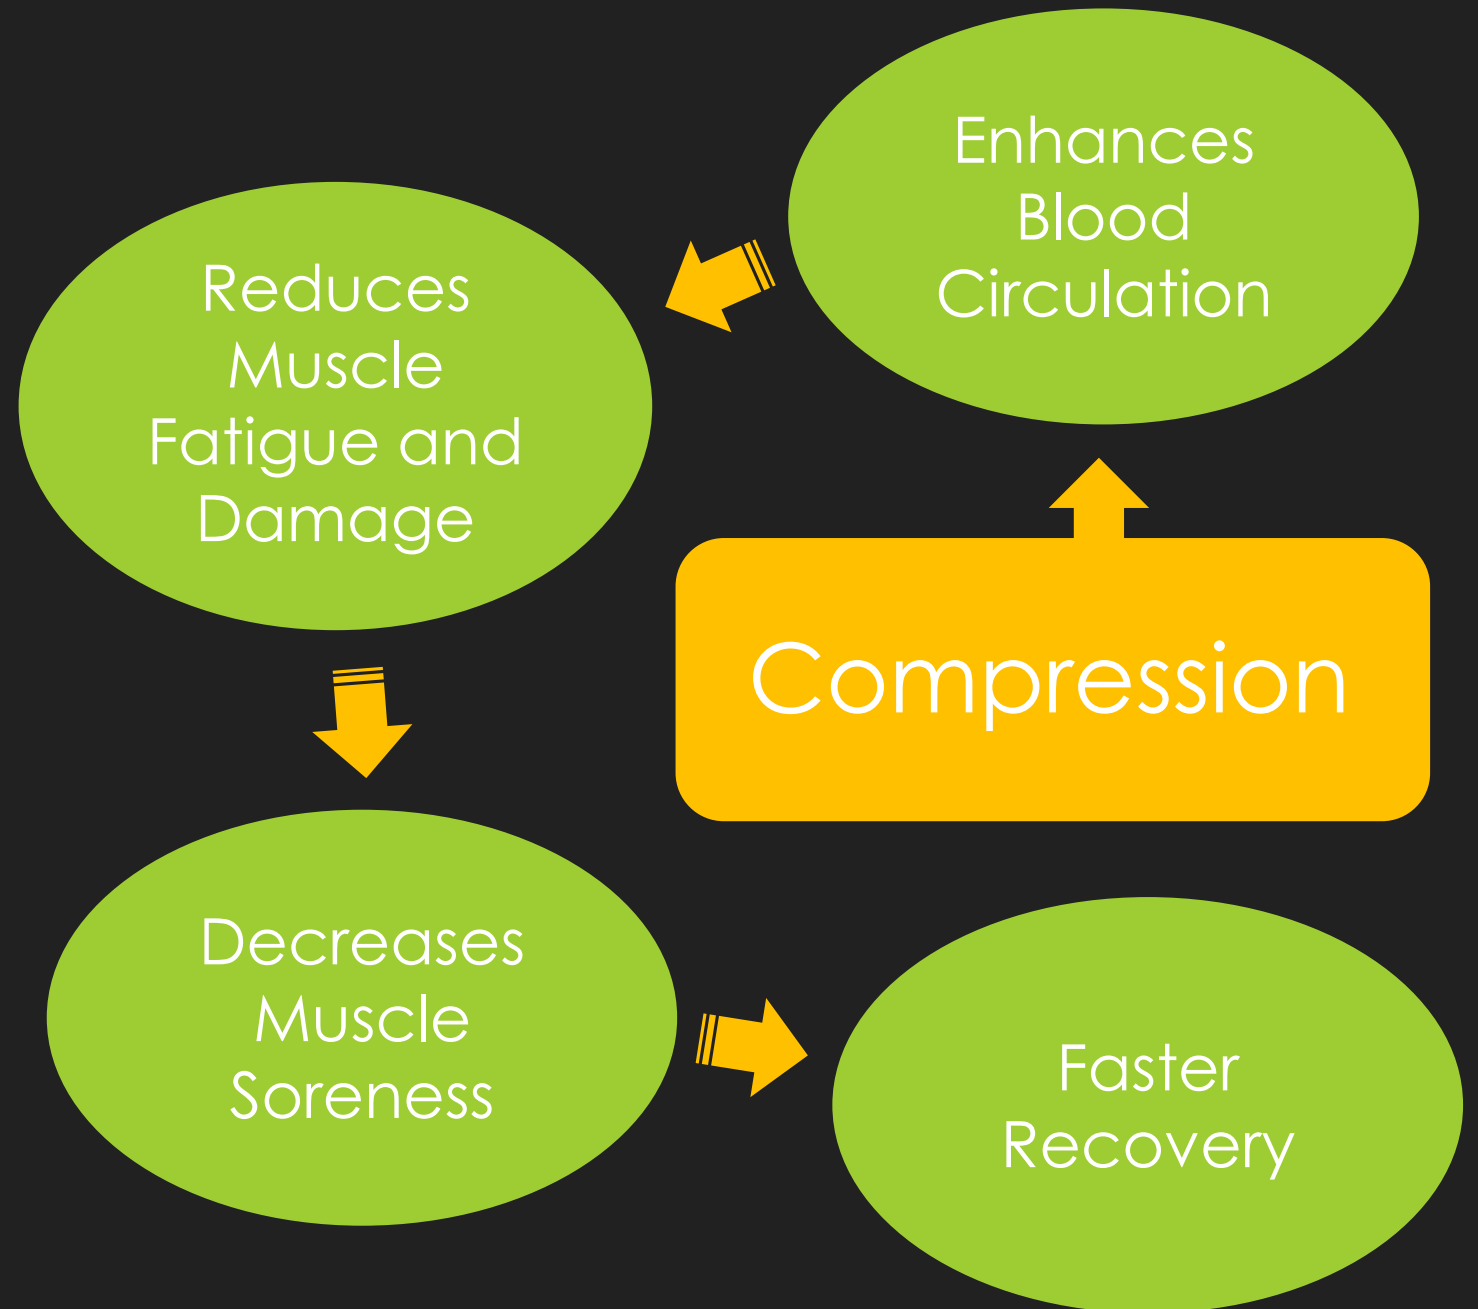 Enhances
Blood
Circulation
Reduces
Muscle
Fatigue and
Damage
Compression
Decreases
Muscle
Soreness
Faster
Recovery